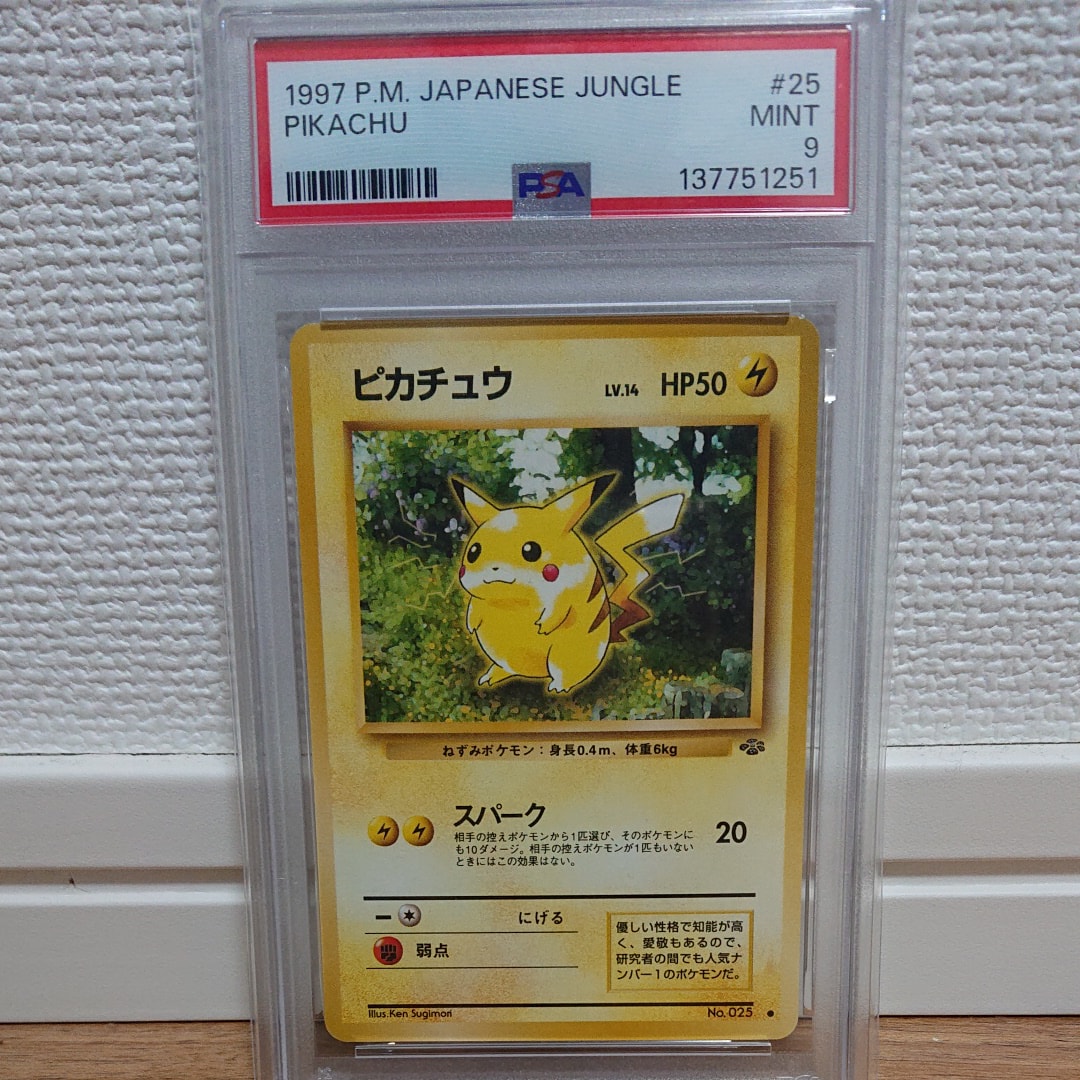 1997 P.M. JAPANESE JUNGLE #25
PIKACHU MINT
9
PSA 137751251
ピカチュウ LV.14 HP50
ねずみポケモン：身長0.4m、体重6kg
スパーク
相手の控えポケモンから1匹選び、そのポケモンに
も10ダメージ。相手の控えポケモンが1匹もいない
ときにはこの効果はない。
20
にげる
弱点
優しい性格で知能が高
く、愛敬もあるので、
研究者の間でも人気ナ
ンバー1のポケモンだ。
Illus.Ken Sugimori No. 025